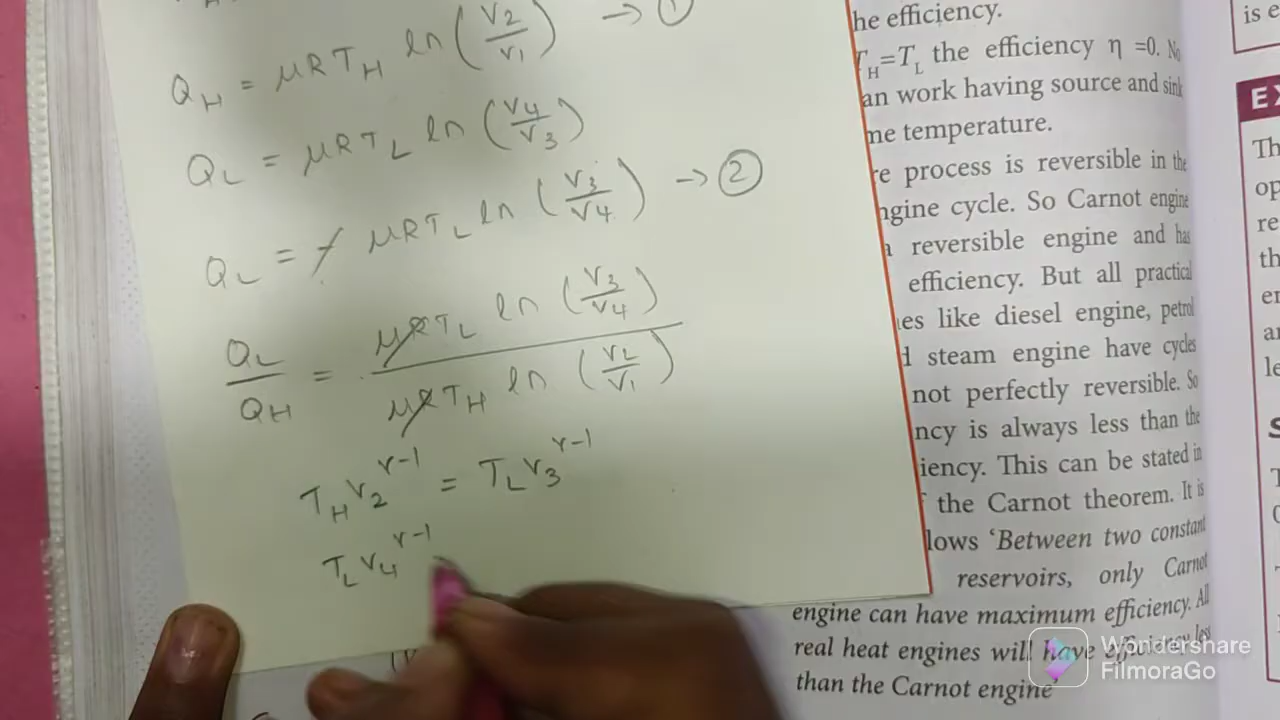 Q_H = μRT_H ln (V2/V1) → ①
Q_L = μRT_L ln (V4/V3)
Q_L = μRT_L ln (V3/V4) → ②
Q_L/Q_H = μRT_L ln (V3/V4) / μRT_H ln (V2/V1)
T_H V2^(γ-1) = T_L V3^(γ-1)
T_L V4^(γ-1)
he efficiency.
T_H=T_L the efficiency η =0. No
an work having source and sink
me temperature.
re process is reversible in the
ngine cycle. So Carnot engine
a reversible engine and has
efficiency. But all practical
nes like diesel engine, petrol
d steam engine have cycles
not perfectly reversible. So
ncy is always less than the
iency. This can be stated in
the Carnot theorem. It is
lows ‘Between two constant
reservoirs, only Carnot
engine can have maximum efficiency. All
real heat engines will have efficiency less
than the Carnot engine’
is e
EX
Th
op
re
th
Wondershare
FilmoraGo